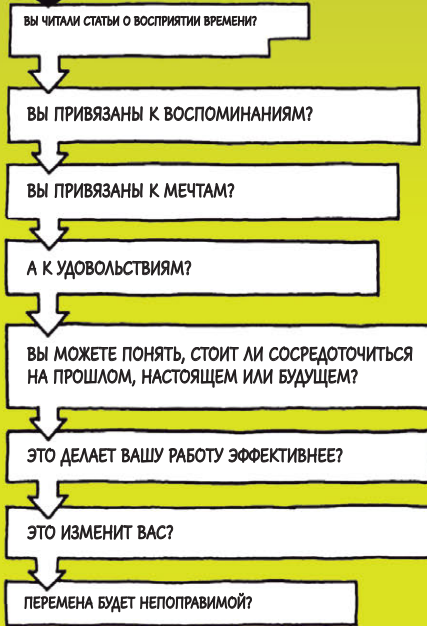 ВЫ ЧИТАЛИ СТАТЬИ О ВОСПРИЯТИИ ВРЕМЕНИ?
ВЫ ПРИВЯЗАНЫ К ВОСПОМИНАНИЯМ?
ВЫ ПРИВЯЗАНЫ К МЕЧТАМ?
А К УДОВОЛЬСТВИЯМ?
ВЫ МОЖЕТЕ ПОНЯТЬ, СТОИТ ЛИ СОСРЕДОТОЧИТЬСЯ
НА ПРОШЛОМ, НАСТОЯЩЕМ ИЛИ БУДУЩЕМ?
ЭТО ДЕЛАЕТ ВАШУ РАБОТУ ЭФФЕКТИВНЕЕ?
ЭТО ИЗМЕНИТ ВАС?
ПЕРЕМЕНА БУДЕТ НЕПОПРАВИМОЙ?